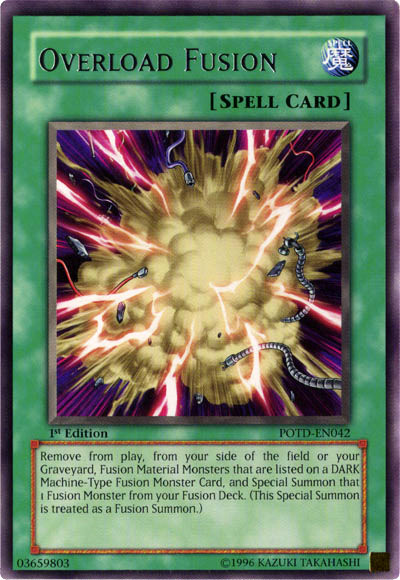 OVERLOAD FUSION
魔
[SPELL CARD]
1st Edition POTD-EN042
Remove from play, from your side of the field or your
Graveyard, Fusion Material Monsters that are listed on a DARK
Machine-Type Fusion Monster Card, and Special Summon that
1 Fusion Monster from your Fusion Deck. (This Special Summon
is treated as a Fusion Summon.)
03659803 ©1996 KAZUKI TAKAHASHI